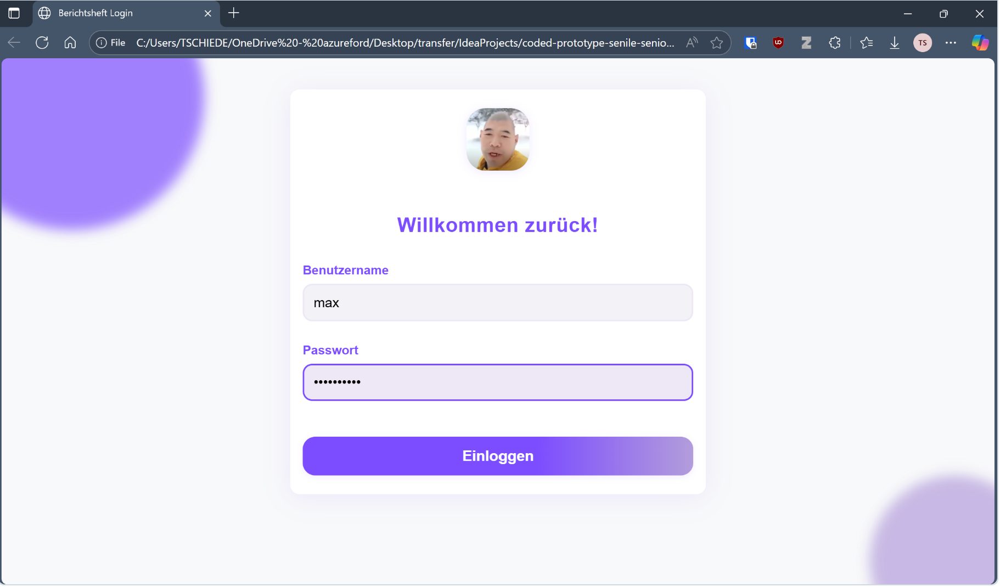 Berichtsheft Login
File C:/Users/TSCHIEDE/OneDrive%20-%20azureford/Desktop/transfer/IdeaProjects/coded-prototype-senile-senio...
TS
Willkommen zurück!
Benutzername
max
Passwort
••••••••••
Einloggen